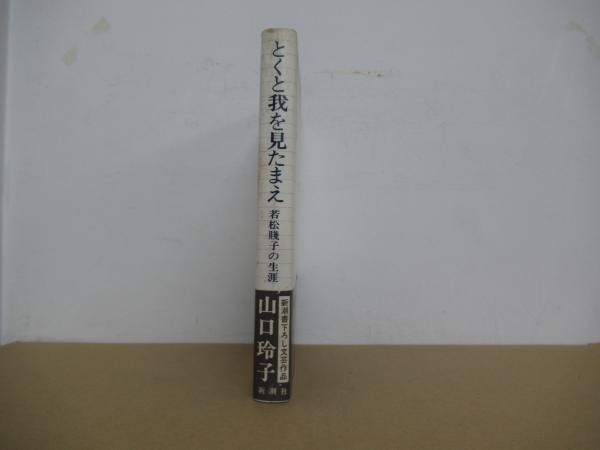 とくと我を見たまえ
若松賤子の生涯
新潮書下ろし文芸作品
山口玲子
新潮社